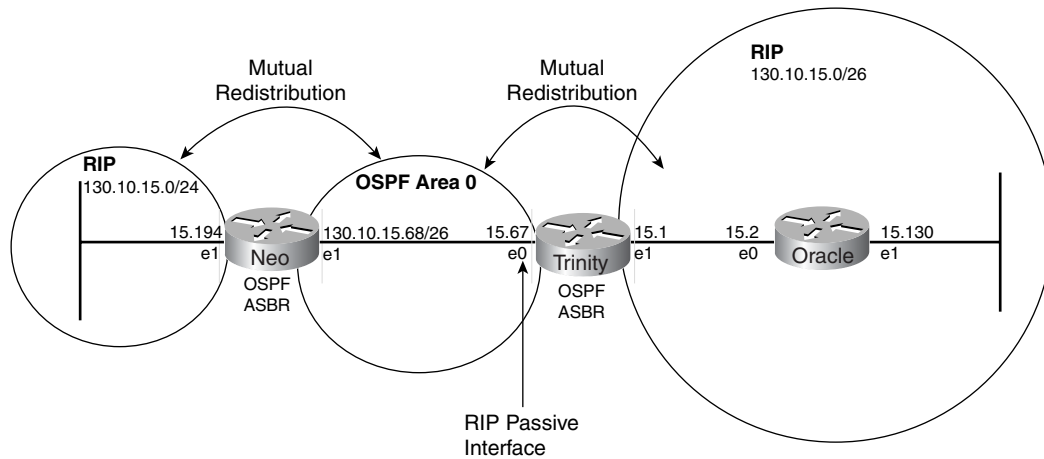 Mutual
Redistribution
Mutual
Redistribution
RIP
130.10.15.0/26
RIP
130.10.15.0/24
OSPF Area 0
15.194
e1
Neo
OSPF
ASBR
130.10.15.68/26
e1
15.67
e0
Trinity
OSPF
ASBR
15.1
e1
15.2
e0
Oracle
15.130
e1
RIP Passive
Interface